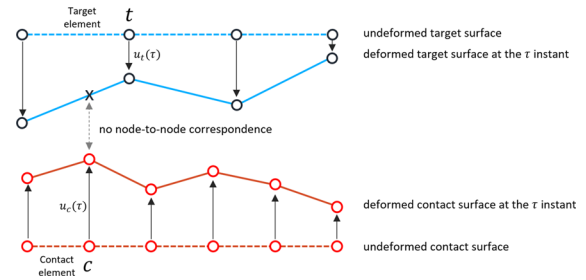 Target
element
t
undeformed target surface
u_t(τ)
deformed target surface at the τ instant
no node-to-node correspondence
u_c(τ)
deformed contact surface at the τ instant
undeformed contact surface
Contact
element
c